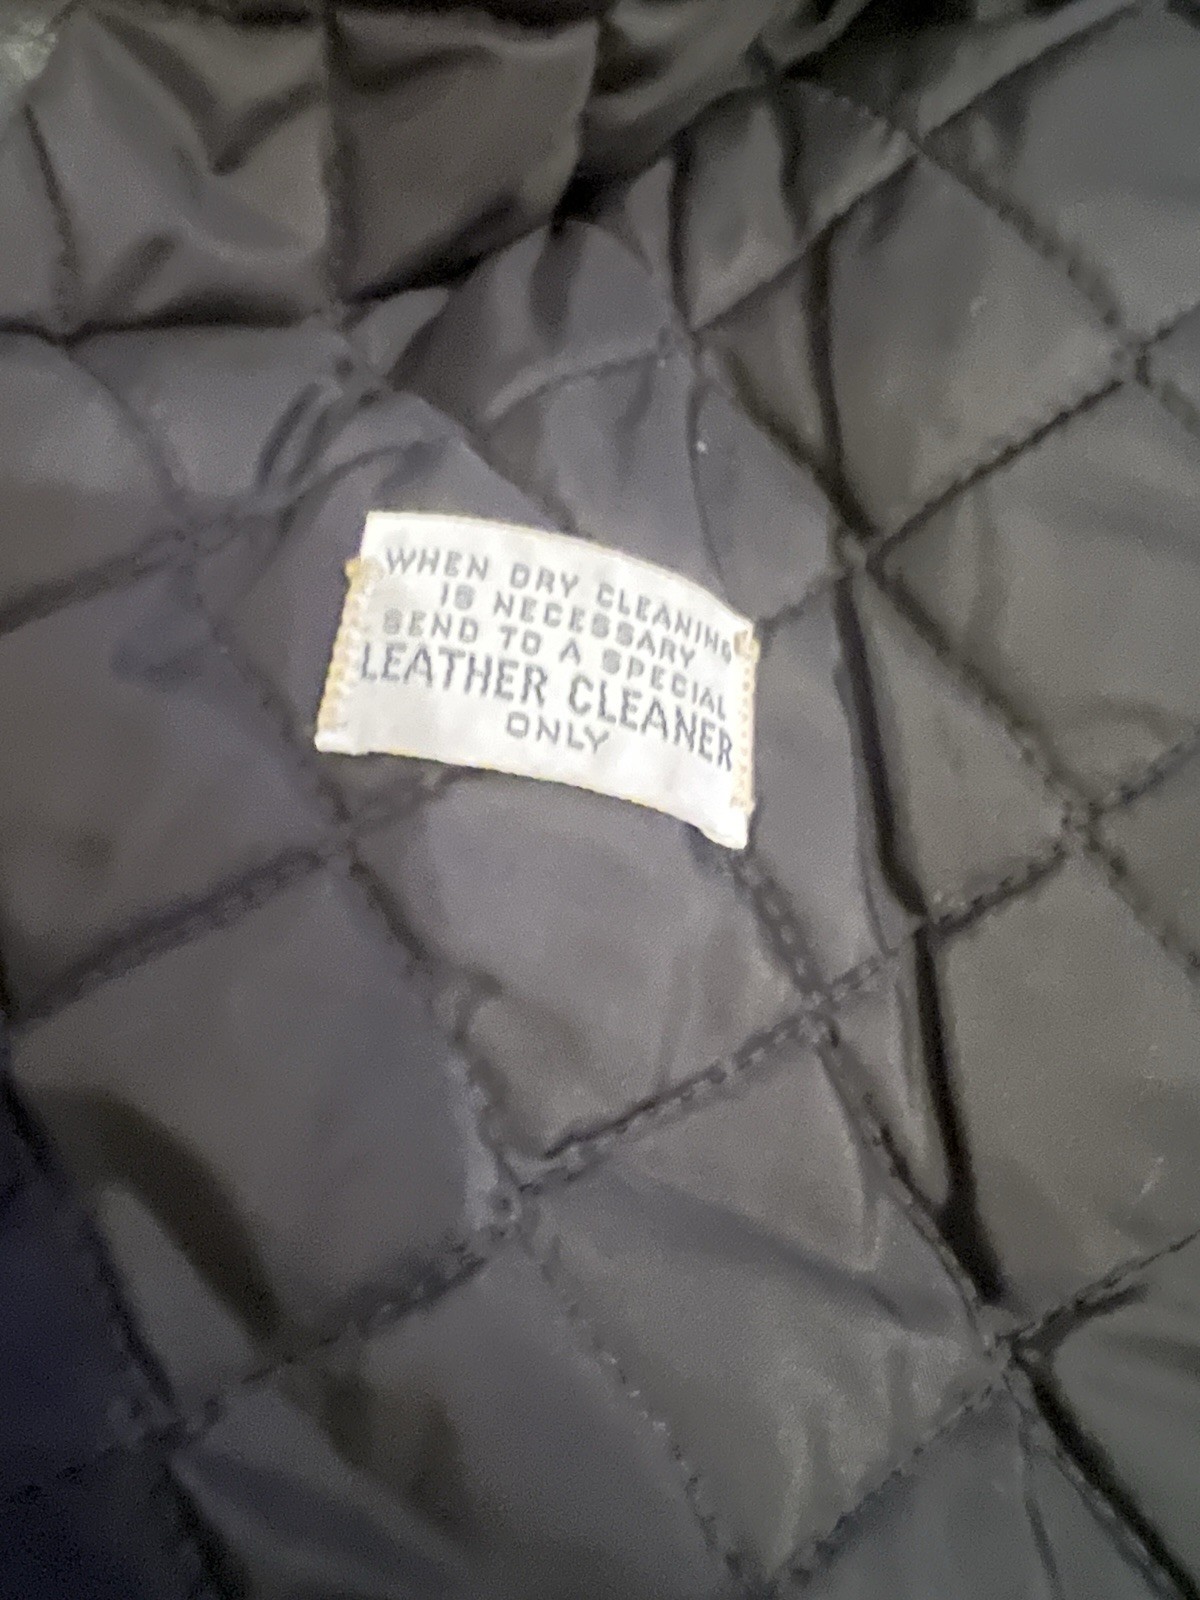 WHEN DRY CLEANING
IS NECESSARY
SEND TO A SPECIAL
LEATHER CLEANER
ONLY